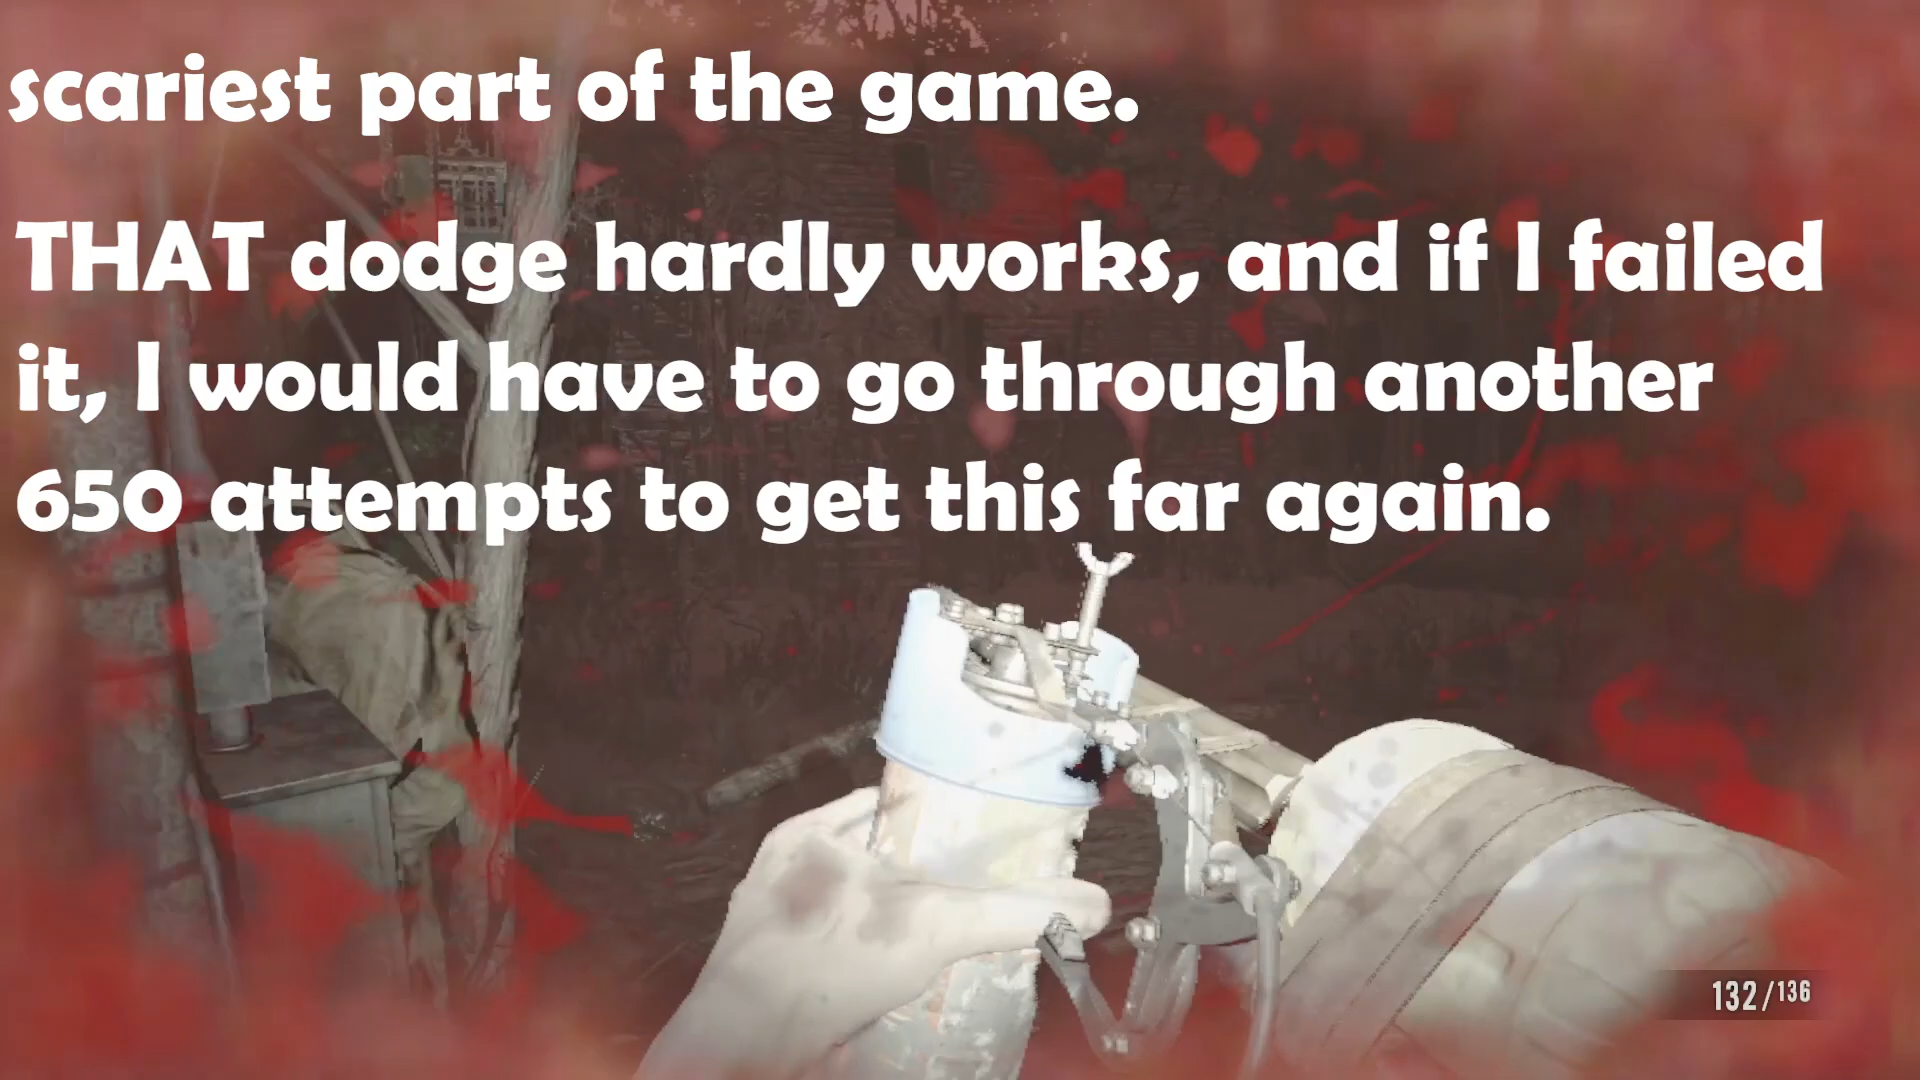 scariest part of the game.
THAT dodge hardly works, and if I failed
it, I would have to go through another
650 attempts to get this far again.
132/136